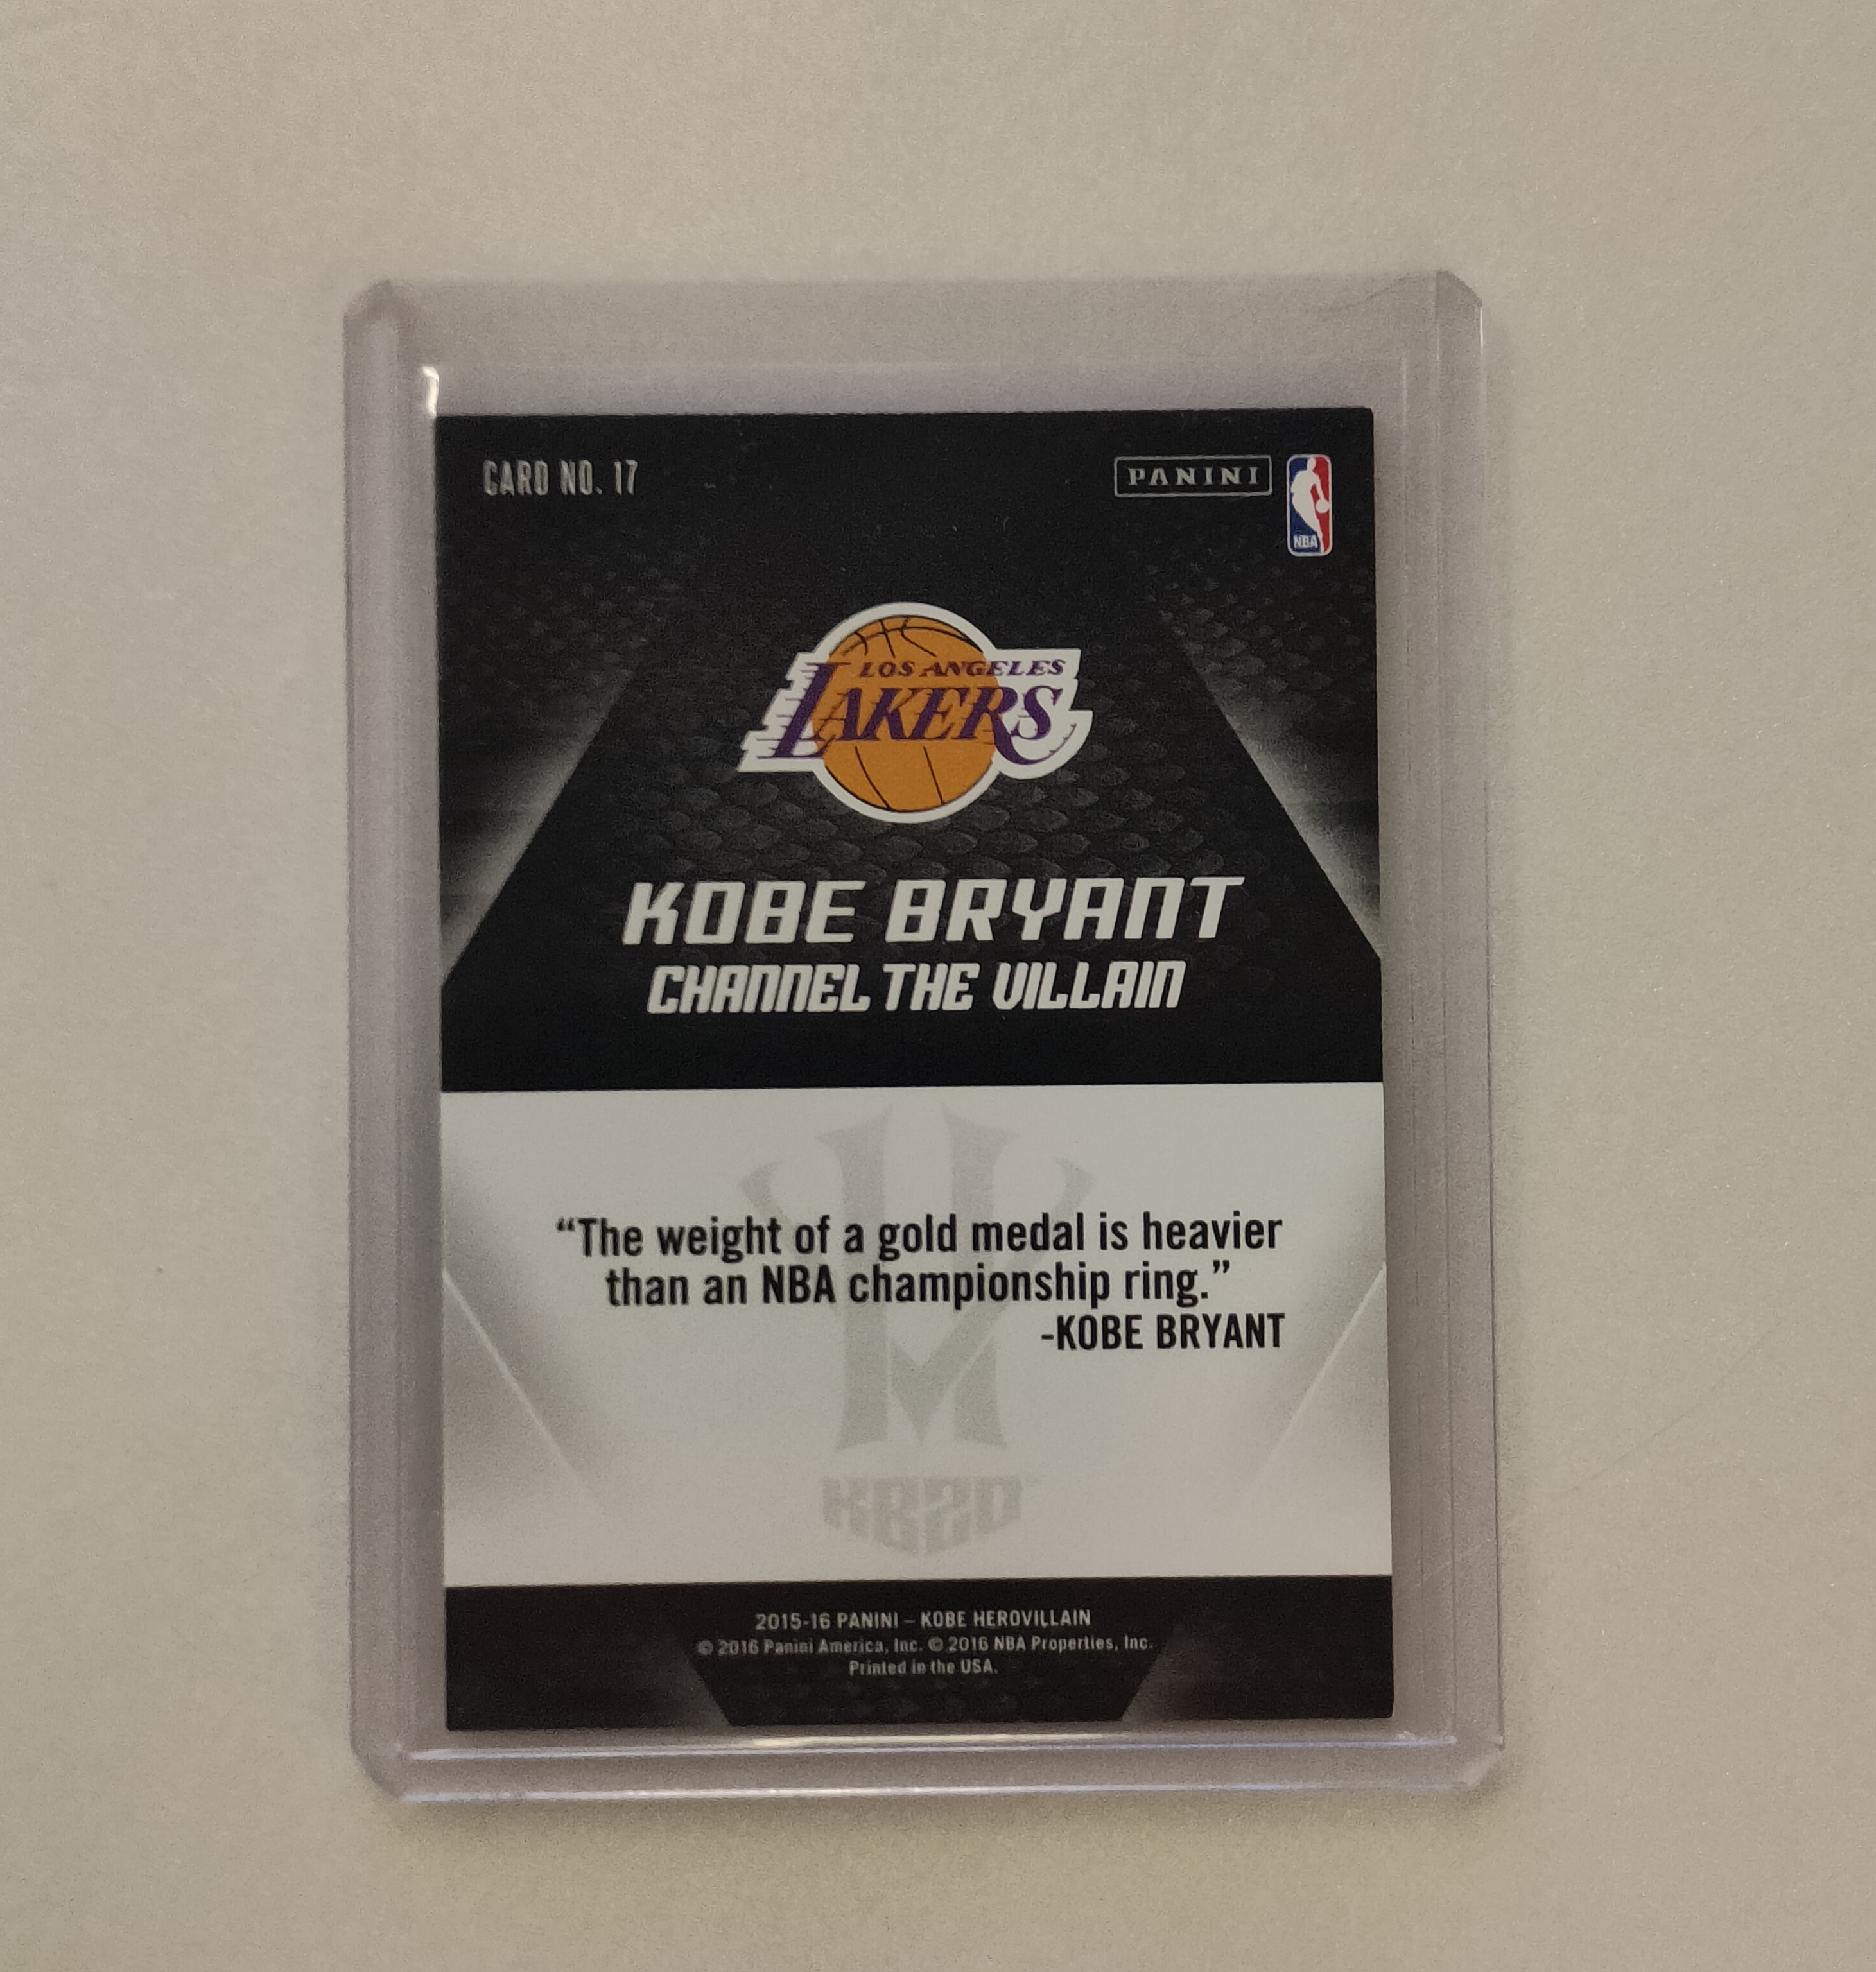 CARD NO. 17
PANINI
NBA
LOS ANGELES
LAKERS
KOBE BRYANT
CHANNEL THE VILLAIN
“The weight of a gold medal is heavier
than an NBA championship ring.”
-KOBE BRYANT
KB20
2015-16 PANINI – KOBE HEROVILLAIN
© 2016 Panini America, Inc. © 2016 NBA Properties, Inc.
Printed in the USA.